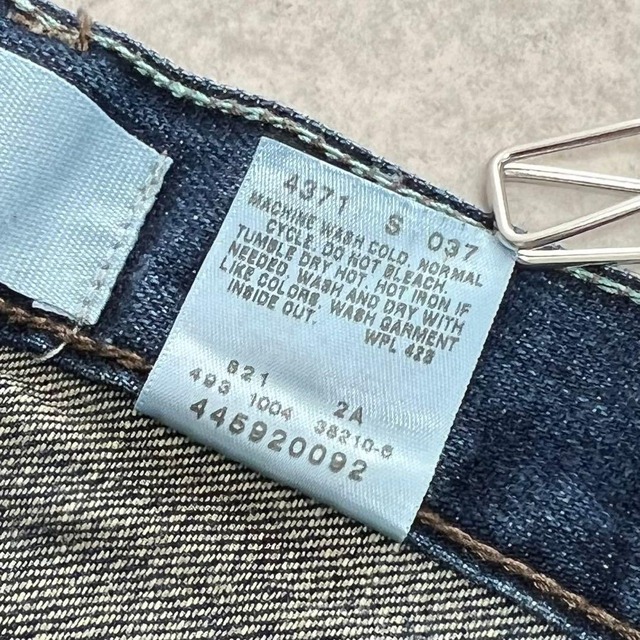 4371 S 037
MACHINE WASH COLD, NORMAL
CYCLE. DO NOT BLEACH.
TUMBLE DRY HOT. HOT IRON IF
NEEDED. WASH AND DRY WITH
LIKE COLORS. WASH GARMENT
INSIDE OUT.
WPL 423
821 2A
493 1004 38210-6
445920092